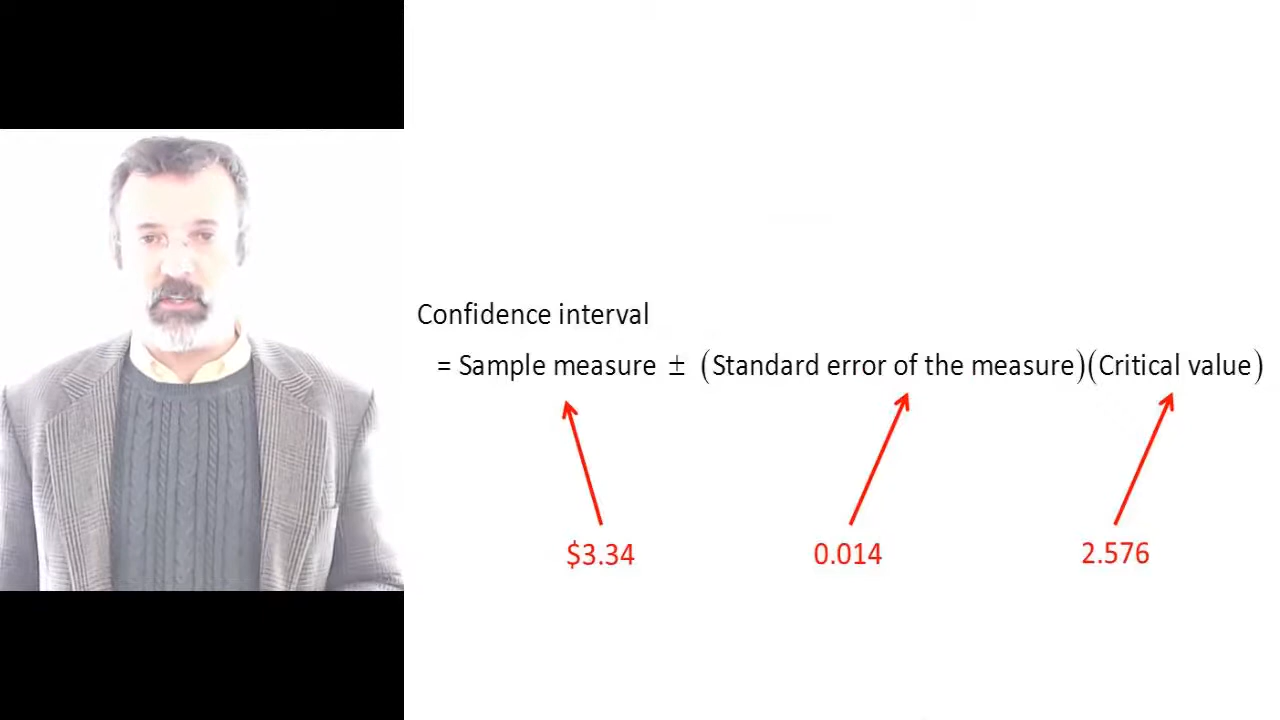 Confidence interval
= Sample measure ± (Standard error of the measure)(Critical value)
$3.34 0.014 2.576